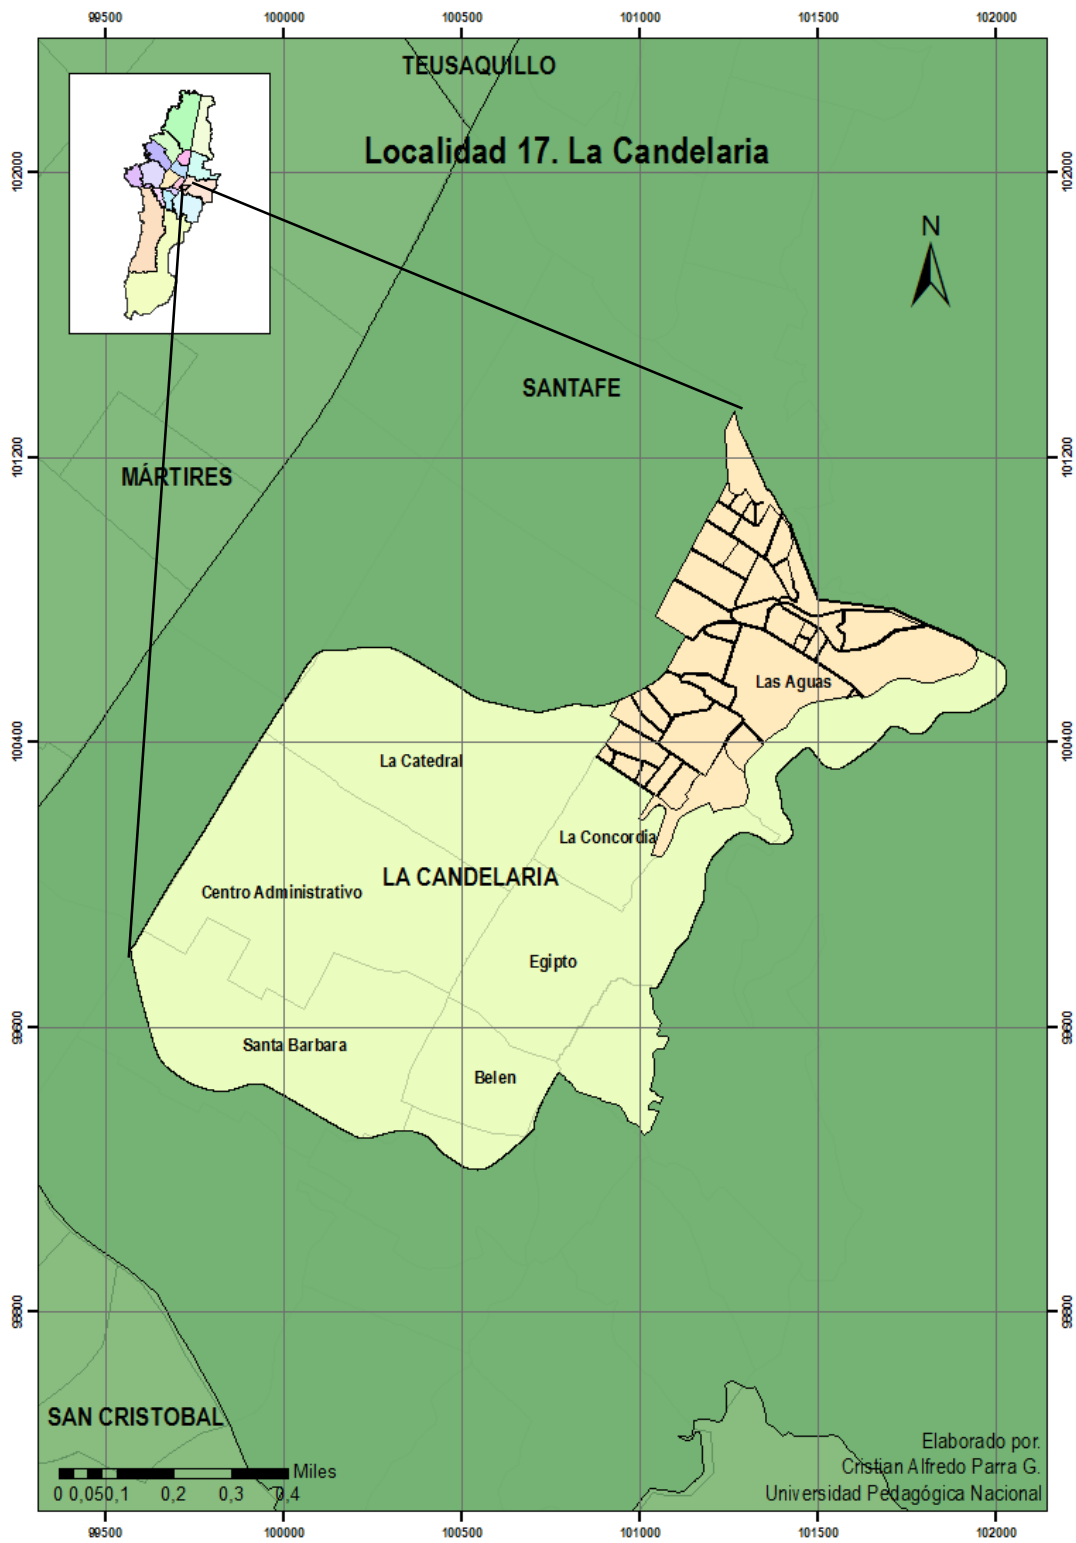 99500 100000 100500 101000 101500 102000
TEUSAQUILLO
Localidad 17. La Candelaria
102000 102000
N
SANTAFE
101200 101200
MÁRTIRES
Las Aguas
100400 100400
La Catedral
La Concordia
LA CANDELARIA
Centro Administrativo
Egipto
99600 99600
Santa Barbara
Belen
98800 98800
SAN CRISTOBAL
Elaborado por.
Cristian Alfredo Parra G.
Universidad Pedagógica Nacional
Miles
0 0,050,1 0,2 0,3 0,4
99500 100000 100500 101000 101500 102000